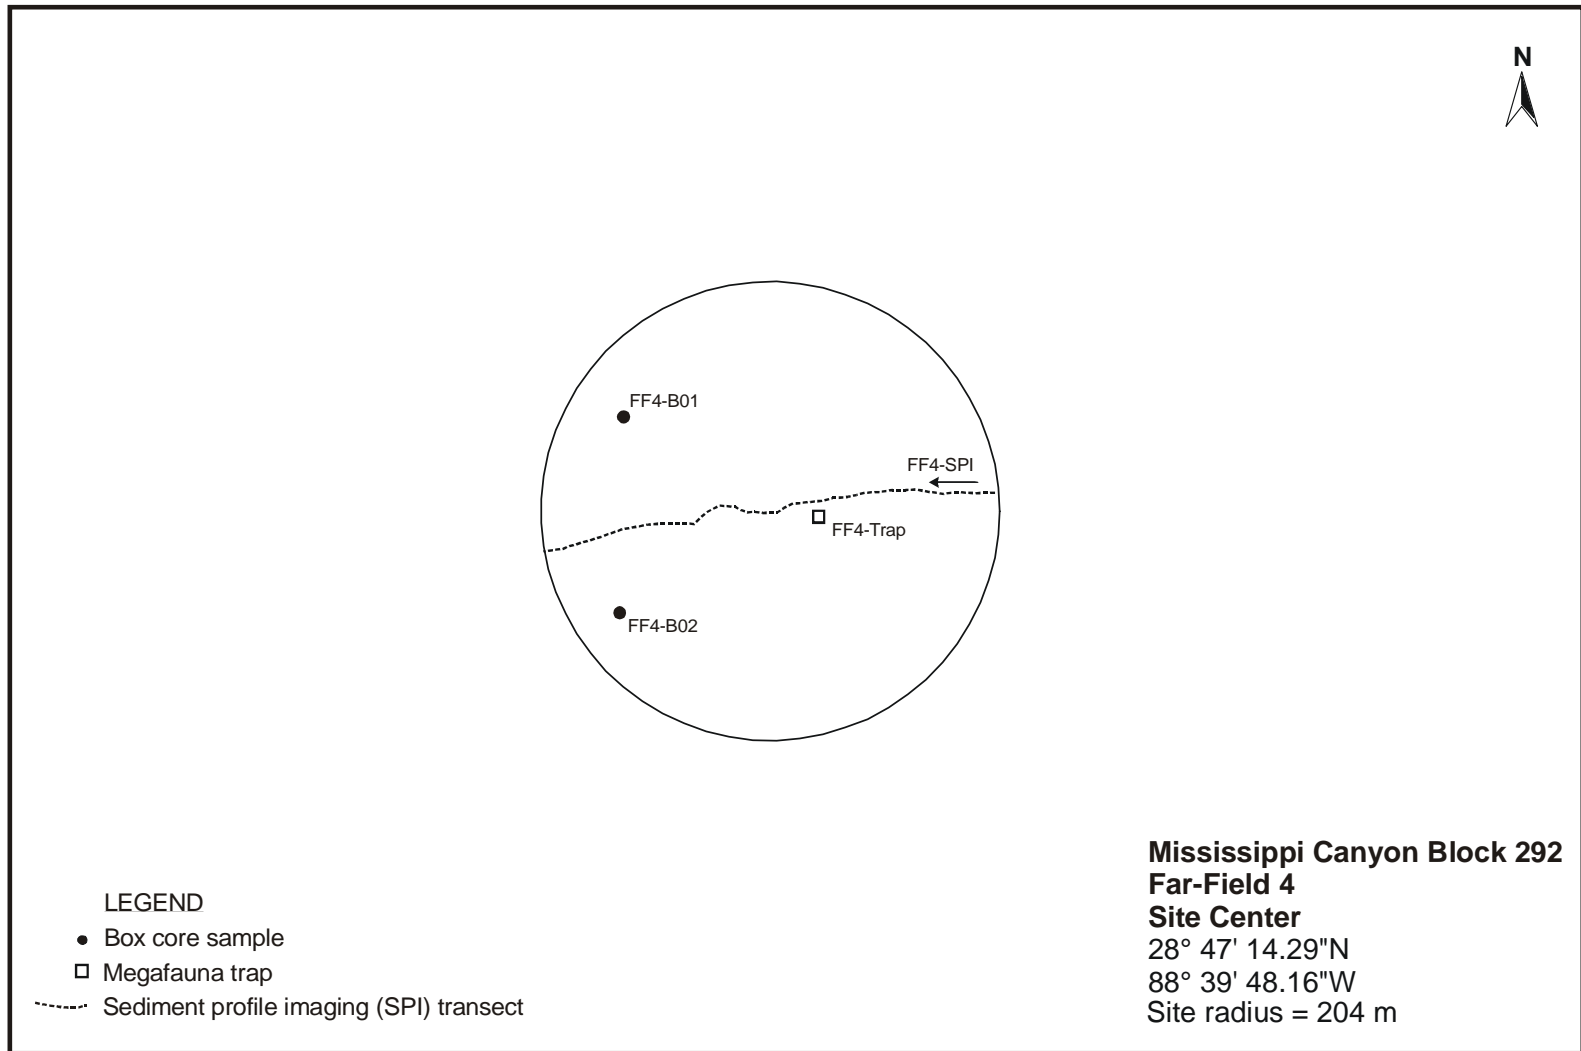 N
FF4-B01
FF4-SPI
FF4-Trap
FF4-B02
LEGEND
Box core sample
Megafauna trap
Sediment profile imaging (SPI) transect
Mississippi Canyon Block 292
Far-Field 4
Site Center
28° 47' 14.29"N
88° 39' 48.16"W
Site radius = 204 m